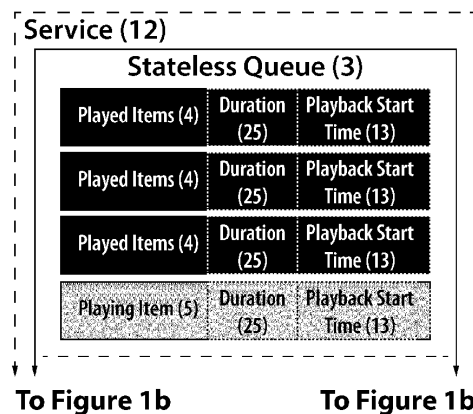 Service (12)
Stateless Queue (3)
Played Items (4) Duration (25) Playback Start Time (13)
Played Items (4) Duration (25) Playback Start Time (13)
Played Items (4) Duration (25) Playback Start Time (13)
Playing Item (5) Duration (25) Playback Start Time (13)
To Figure 1b To Figure 1b